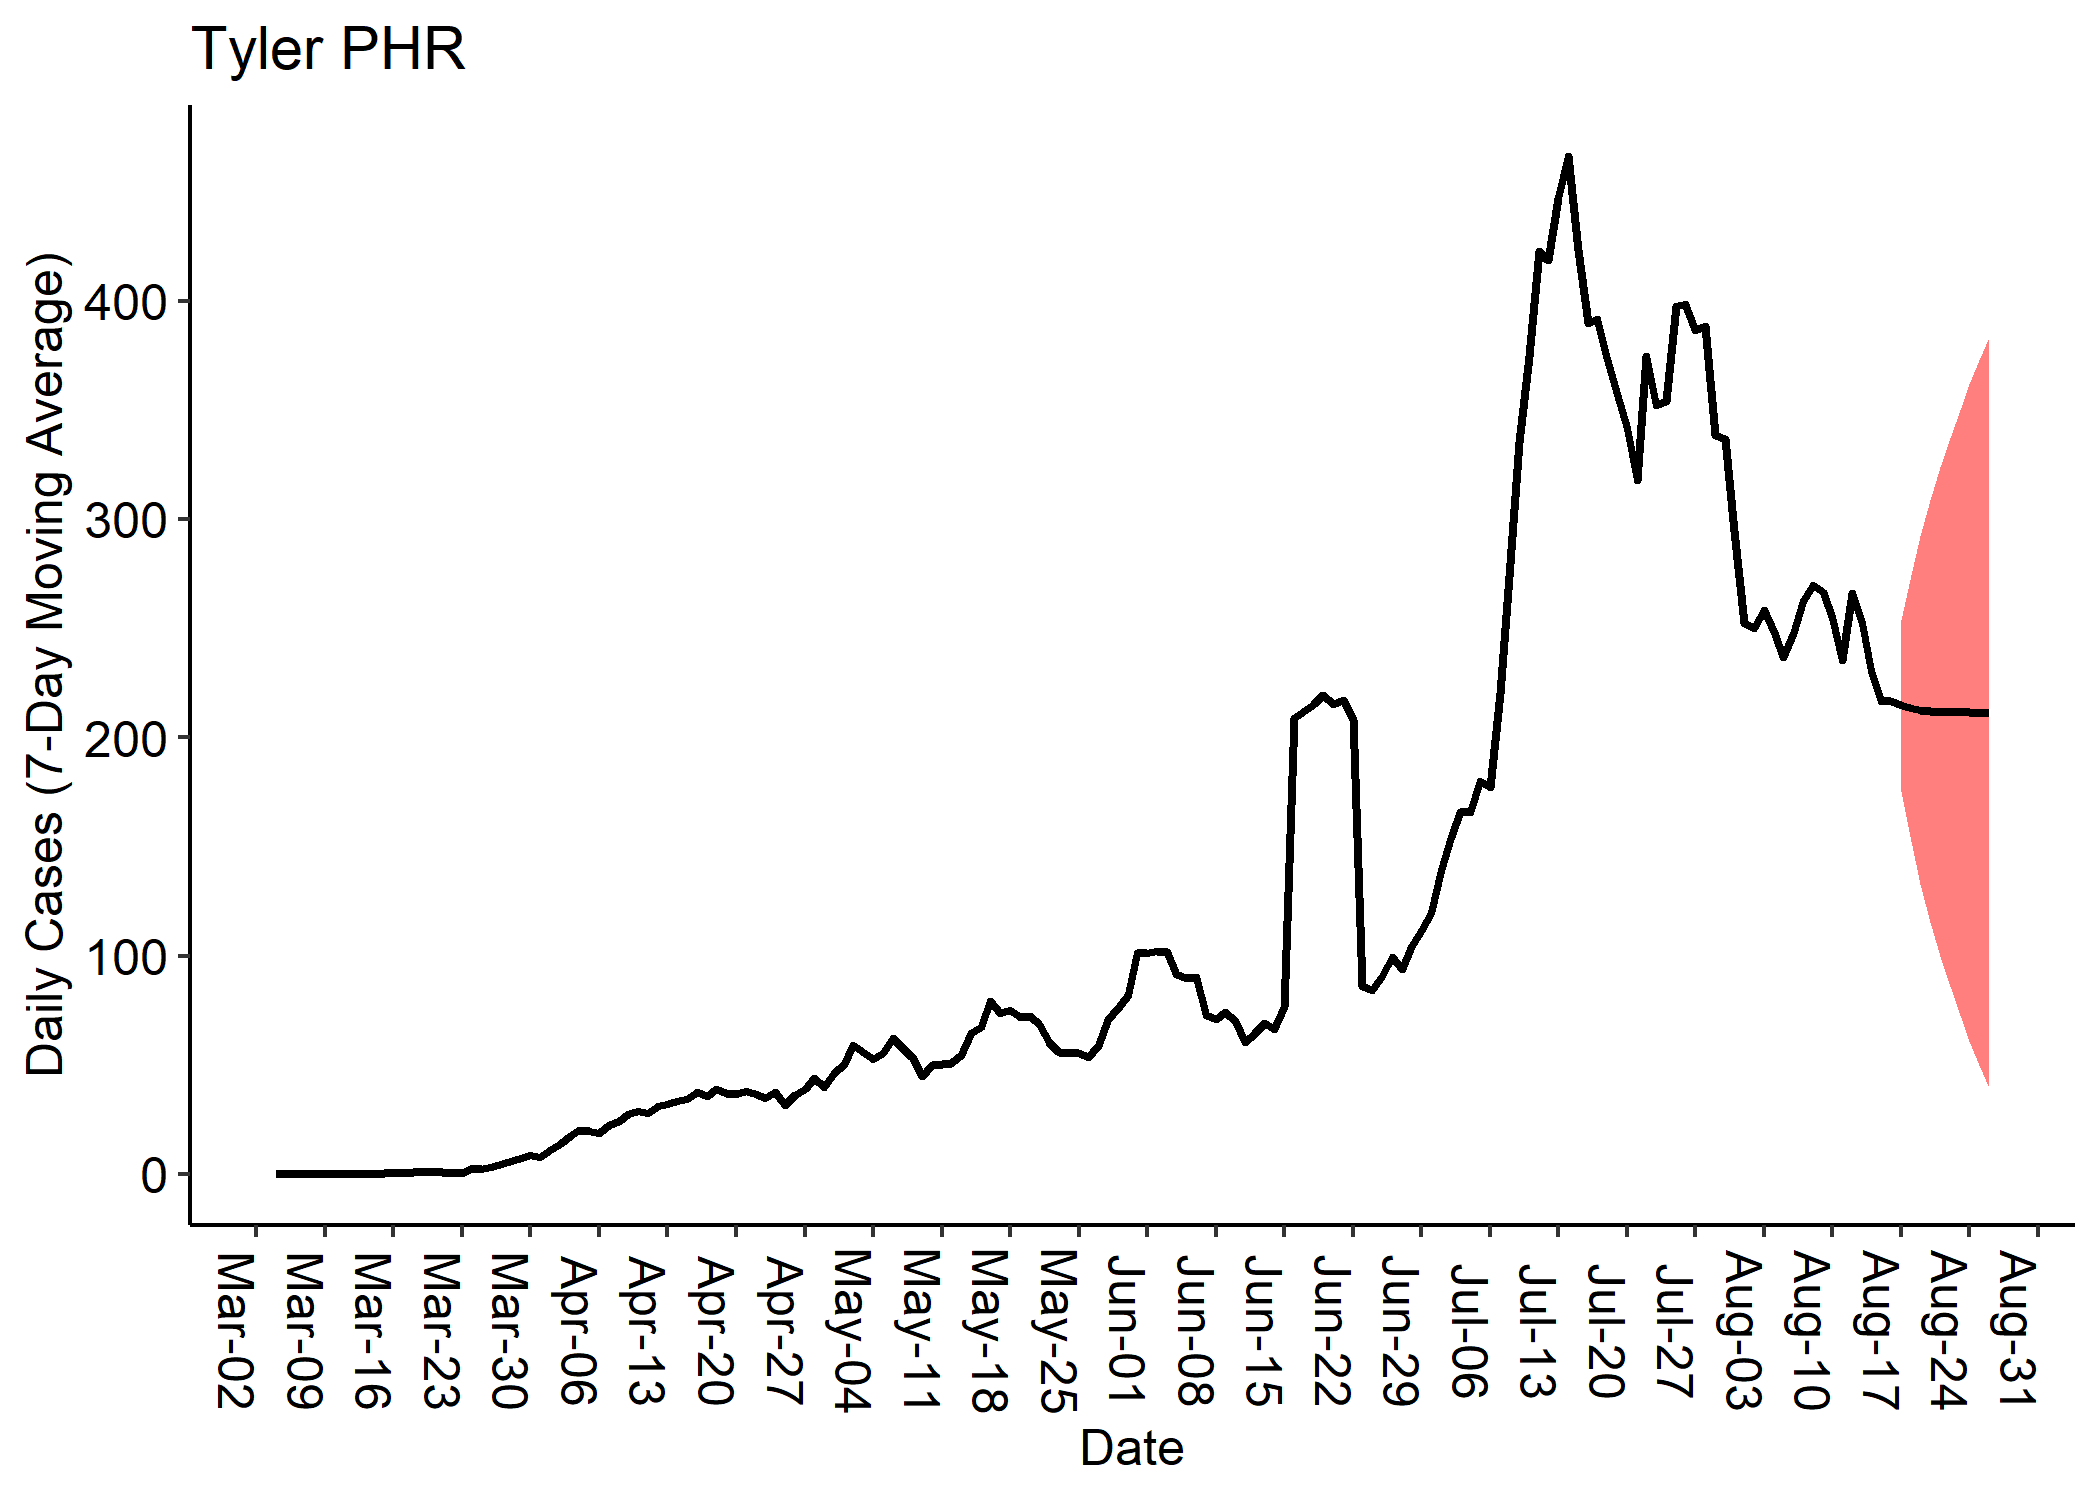 Tyler PHR
Daily Cases (7-Day Moving Average)
400
300
200
100
0
Mar-02
Mar-09
Mar-16
Mar-23
Mar-30
Apr-06
Apr-13
Apr-20
Apr-27
May-04
May-11
May-18
May-25
Jun-01
Jun-08
Jun-15
Jun-22
Jun-29
Jul-06
Jul-13
Jul-20
Jul-27
Aug-03
Aug-10
Aug-17
Aug-24
Aug-31
Date